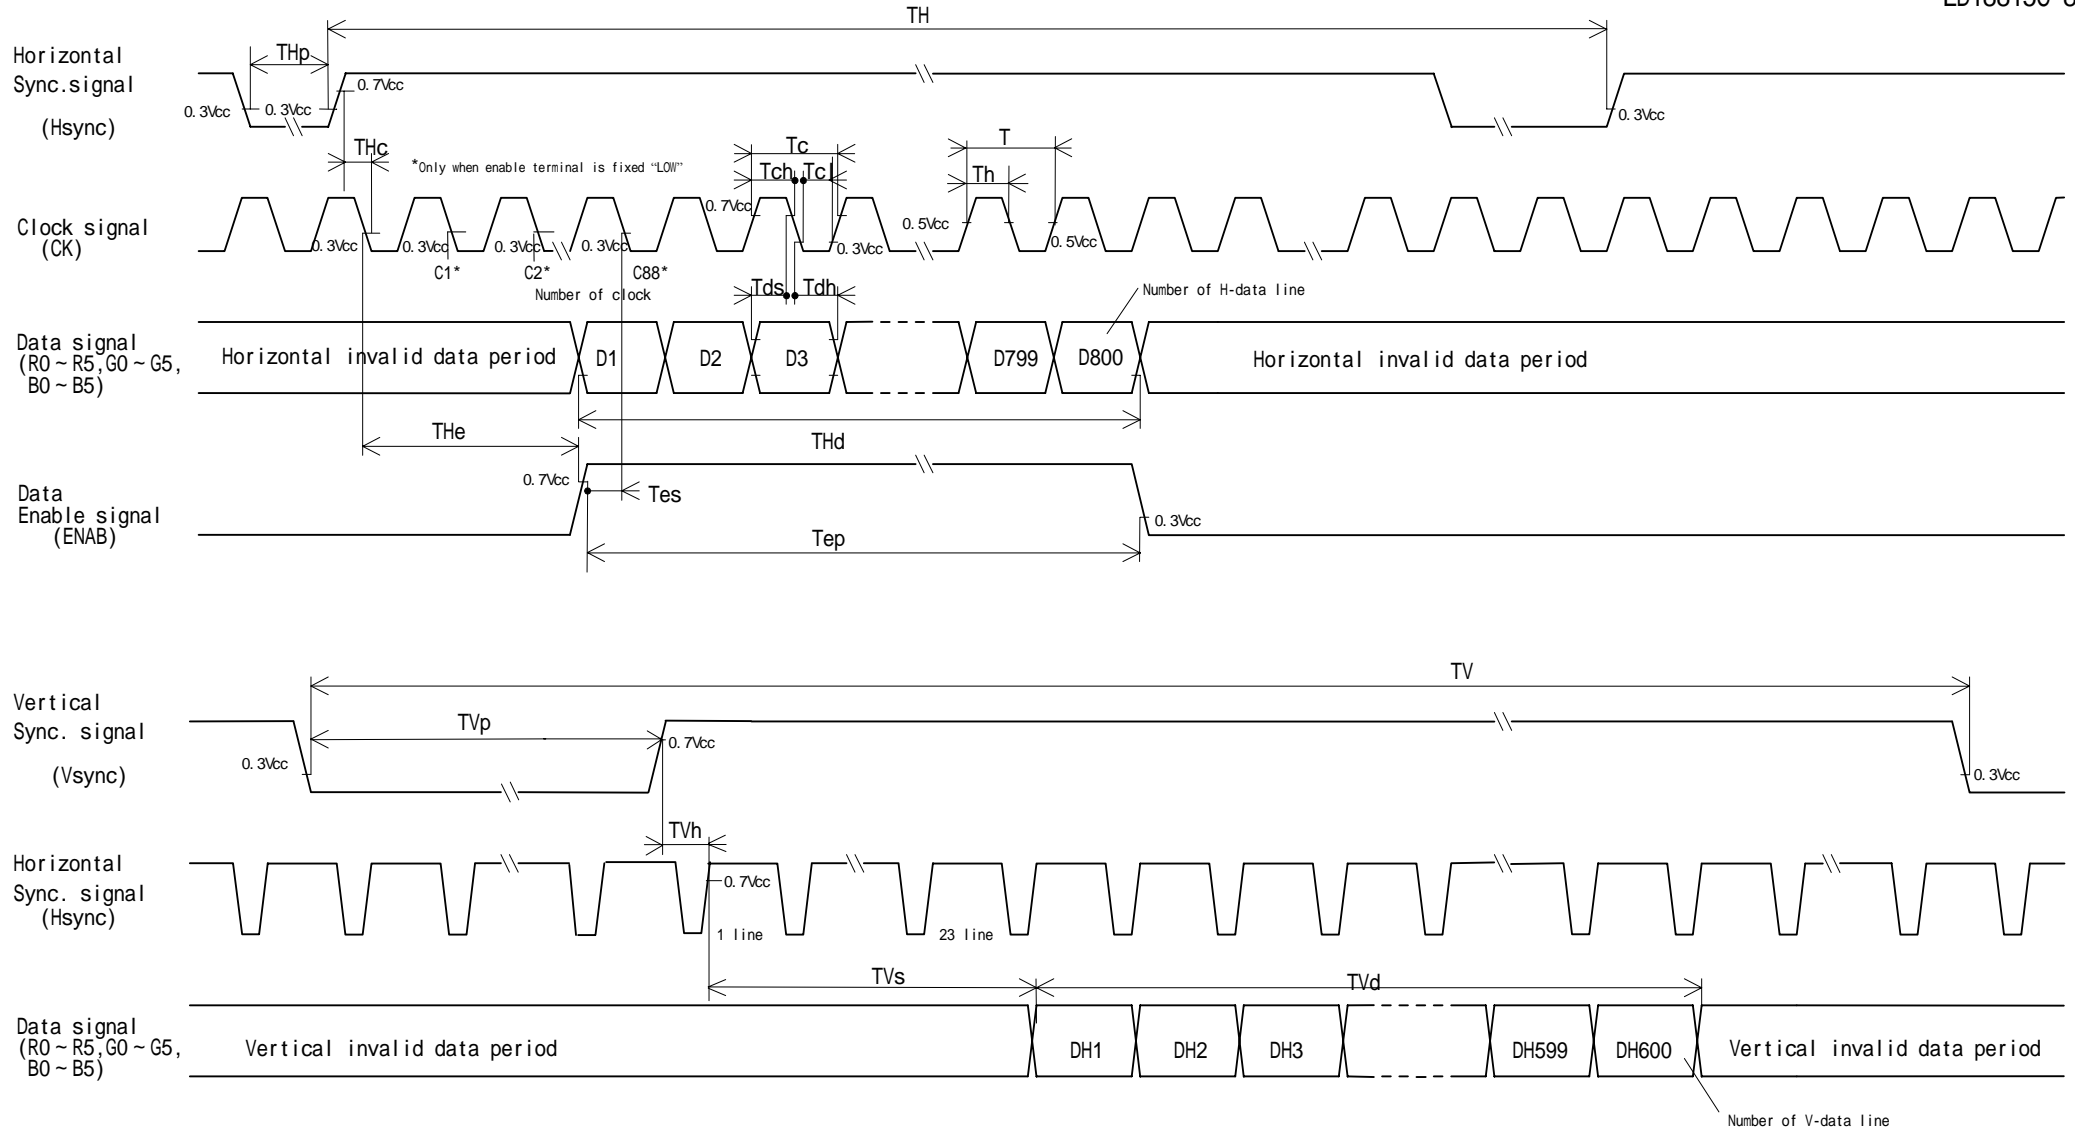 TH
Horizontal
Sync.signal
(Hsync)
THp
0.7Vcc
0.3Vcc
0.3Vcc
0.3Vcc
THc
*Only when enable terminal is fixed “LOW”
Tc
Tch
Tcl
T
Th
Clock signal
(CK)
0.7Vcc
0.5Vcc
0.3Vcc
0.3Vcc
0.3Vcc
0.3Vcc
0.3Vcc
0.5Vcc
C1*
C2*
C88*
Number of clock
Tds
Tdh
Number of H-data line
Data signal
(R0~R5,G0~G5,
B0~B5)
Horizontal invalid data period
D1
D2
D3
D799
D800
Horizontal invalid data period
THe
THd
Data
Enable signal
(ENAB)
0.7Vcc
Tes
0.3Vcc
Tep
TV
Vertical
Sync. signal
(Vsync)
TVp
0.7Vcc
0.3Vcc
0.3Vcc
TVh
Horizontal
Sync. signal
(Hsync)
0.7Vcc
1 line
23 line
TVs
TVd
Data signal
(R0~R5,G0~G5,
B0~B5)
Vertical invalid data period
DH1
DH2
DH3
DH599
DH600
Vertical invalid data period
Number of V-data line